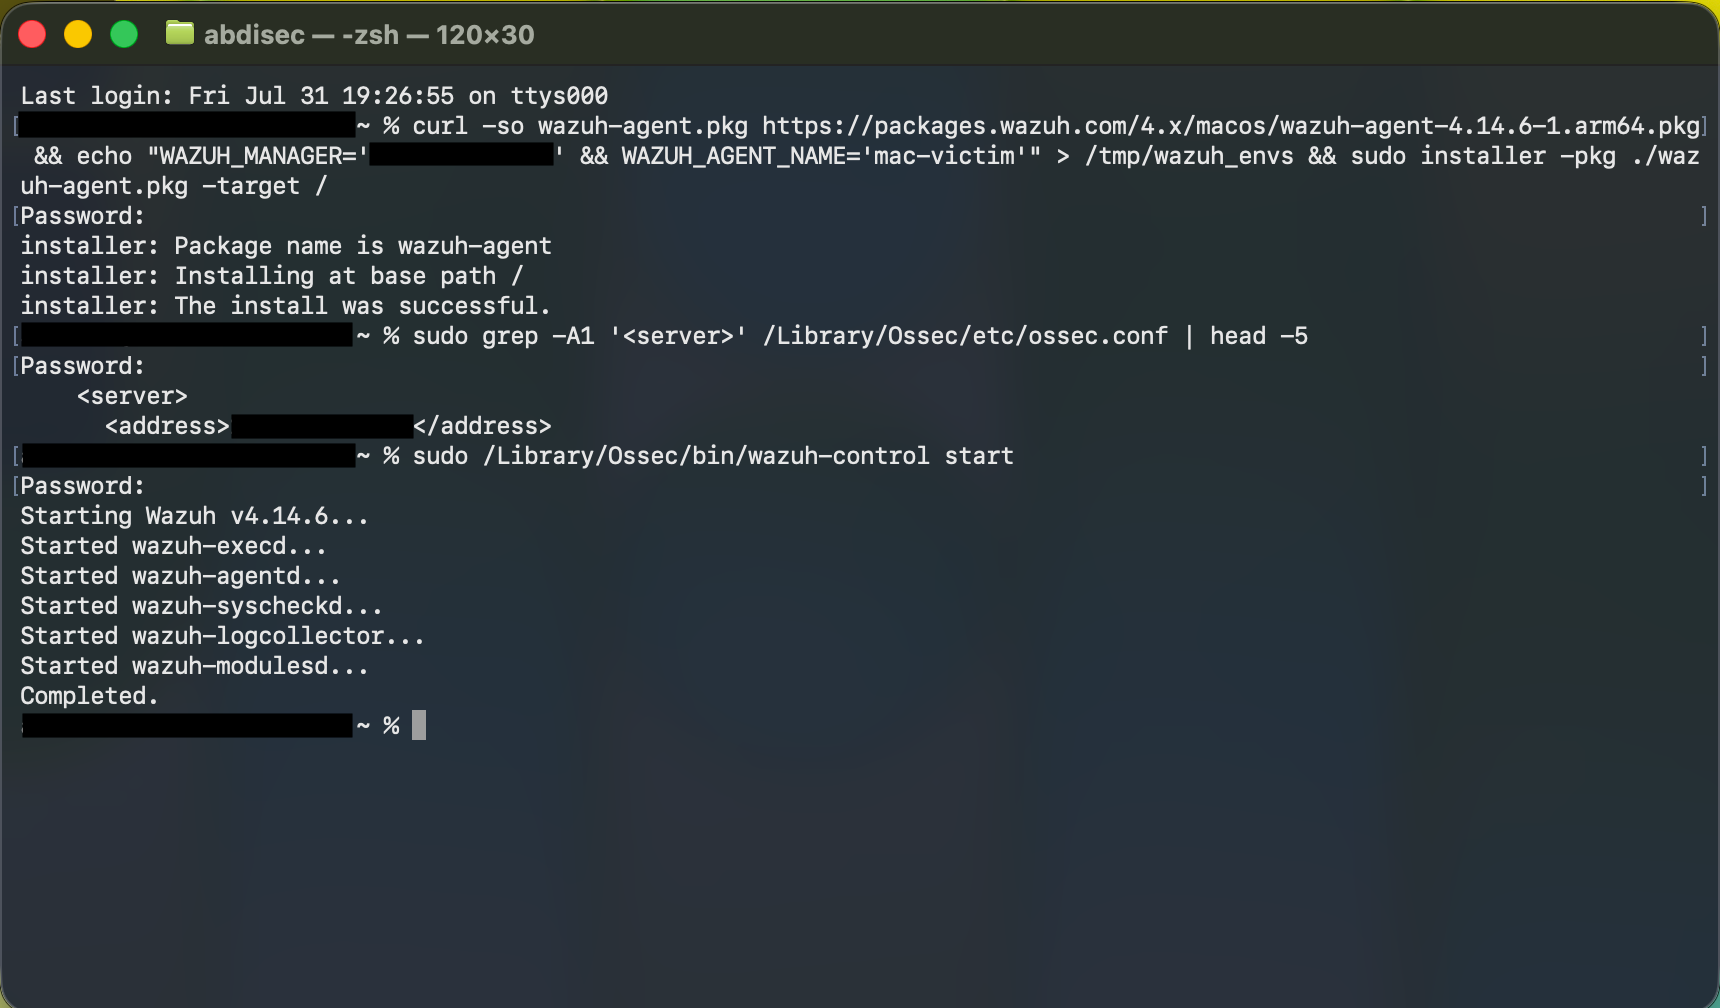 abdisec — -zsh — 120×30
Last login: Fri Jul 31 19:26:55 on ttys000
[~ % curl -so wazuh-agent.pkg https://packages.wazuh.com/4.x/macos/wazuh-agent-4.14.6-1.arm64.pkg]
&& echo "WAZUH_MANAGER='' && WAZUH_AGENT_NAME='mac-victim'" > /tmp/wazuh_envs && sudo installer -pkg ./waz
uh-agent.pkg -target /
[Password: ]
installer: Package name is wazuh-agent
installer: Installing at base path /
installer: The install was successful.
[~ % sudo grep -A1 '<server>' /Library/Ossec/etc/ossec.conf | head -5 ]
[Password: ]
<server>
<address></address>
[~ % sudo /Library/Ossec/bin/wazuh-control start ]
[Password: ]
Starting Wazuh v4.14.6...
Started wazuh-execd...
Started wazuh-agentd...
Started wazuh-syscheckd...
Started wazuh-logcollector...
Started wazuh-modulesd...
Completed.
~ %